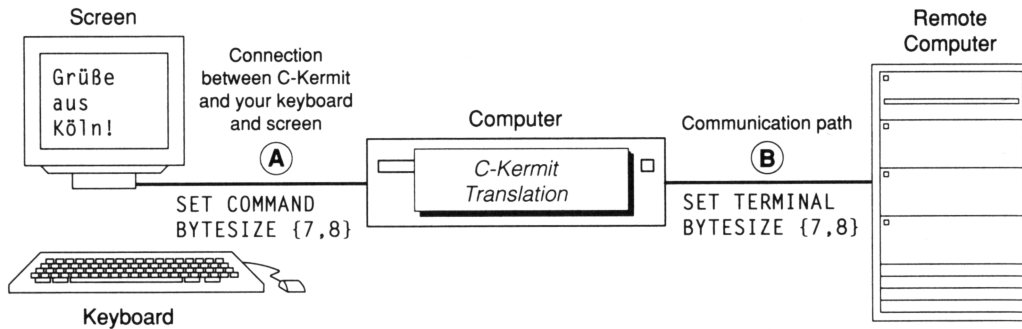 Screen
Grüße
aus
Köln!
Connection
between C-Kermit
and your keyboard
and screen
A
SET COMMAND
BYTESIZE {7,8}
Keyboard
Computer
C-Kermit
Translation
Communication path
B
SET TERMINAL
BYTESIZE {7,8}
Remote
Computer